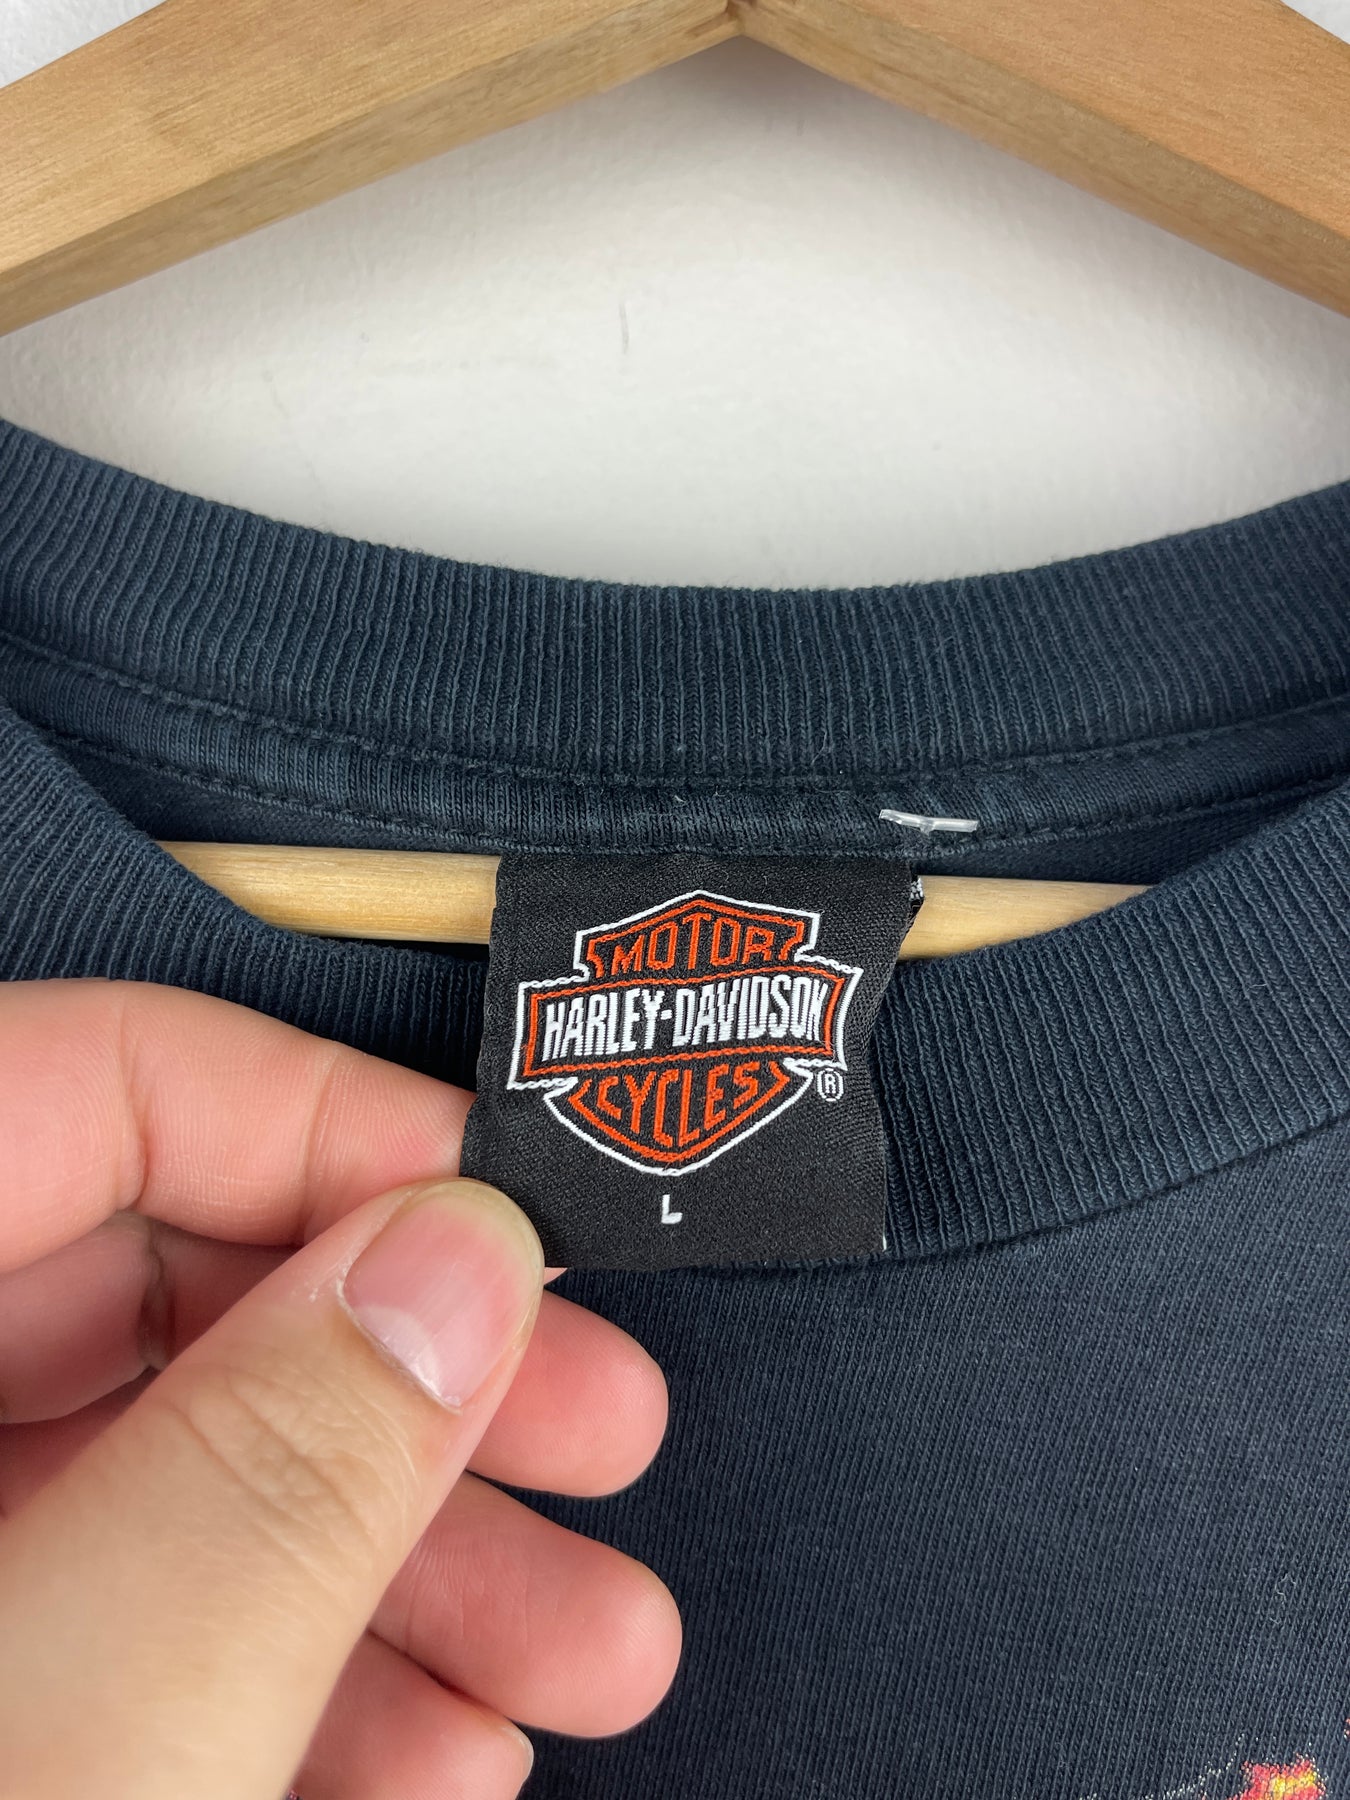 MOTOR
HARLEY-DAVIDSON
CYCLES
®
L